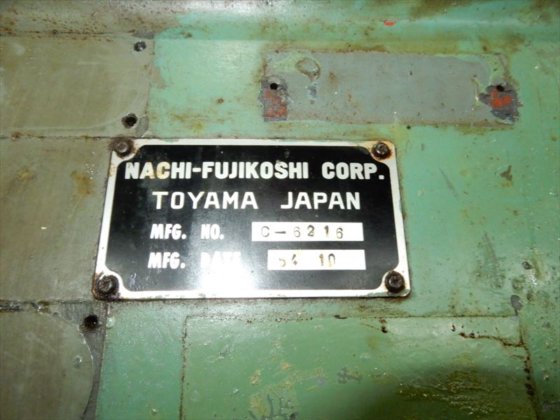 NACHI-FUJIKOSHI CORP.
TOYAMA JAPAN
MFG. NO. C-6216
MFG. DATE 54 10